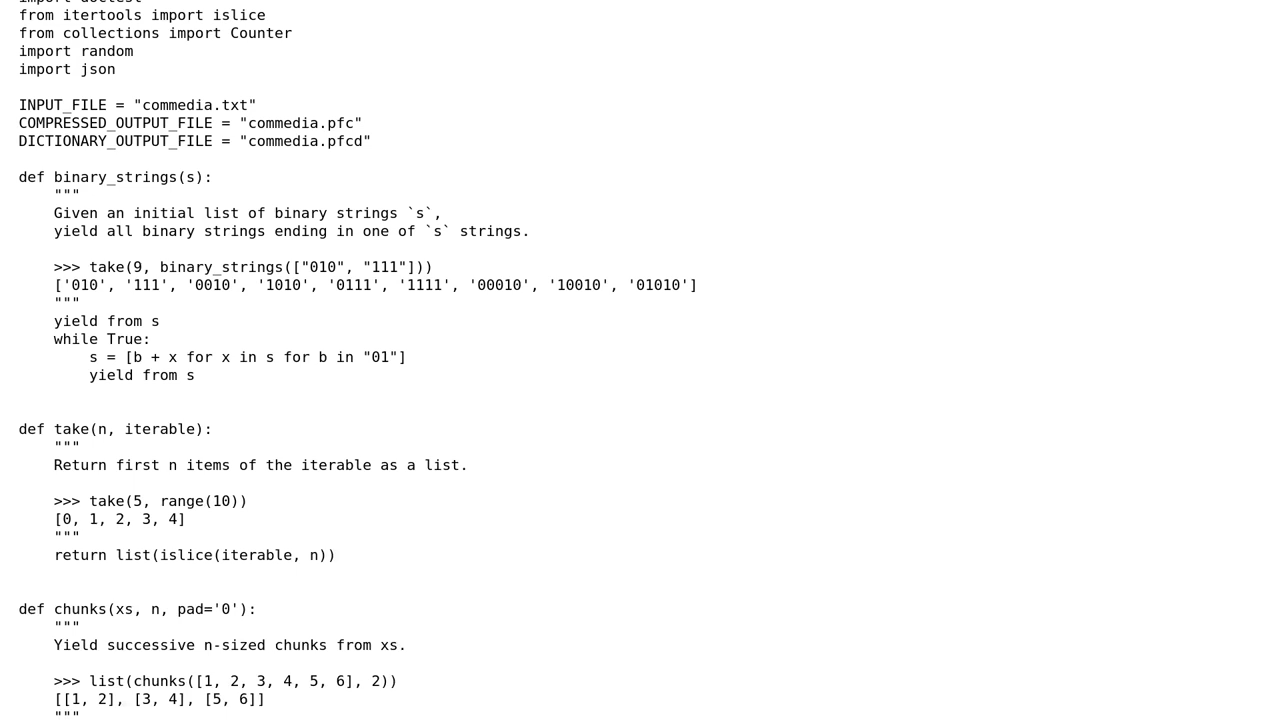 import doctest
from itertools import islice
from collections import Counter
import random
import json

INPUT_FILE = "commedia.txt"
COMPRESSED_OUTPUT_FILE = "commedia.pfc"
DICTIONARY_OUTPUT_FILE = "commedia.pfcd"

def binary_strings(s):
    """
    Given an initial list of binary strings `s`,
    yield all binary strings ending in one of `s` strings.

    >>> take(9, binary_strings(["010", "111"]))
    ['010', '111', '0010', '1010', '0111', '1111', '00010', '10010', '01010']
    """
    yield from s
    while True:
        s = [b + x for x in s for b in "01"]
        yield from s


def take(n, iterable):
    """
    Return first n items of the iterable as a list.

    >>> take(5, range(10))
    [0, 1, 2, 3, 4]
    """
    return list(islice(iterable, n))


def chunks(xs, n, pad='0'):
    """
    Yield successive n-sized chunks from xs.

    >>> list(chunks([1, 2, 3, 4, 5, 6], 2))
    [[1, 2], [3, 4], [5, 6]]
    """